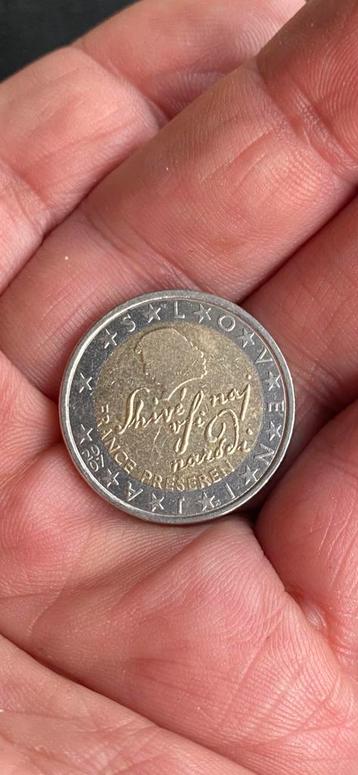 SLOVENIJA
Shivé naj
vſi
narodi
FRANCE PREŠEREN